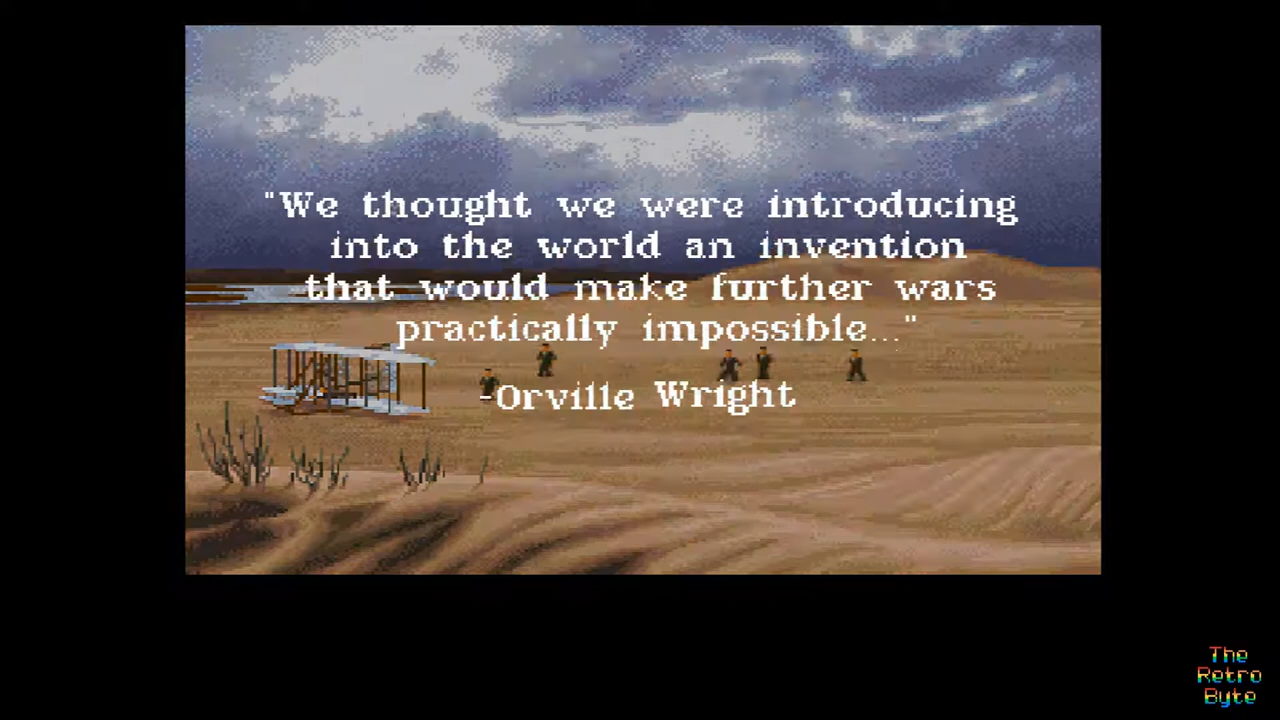 "We thought we were introducing
into the world an invention
that would make further wars
practically impossible..."
-Orville Wright
The
Retro
Byte